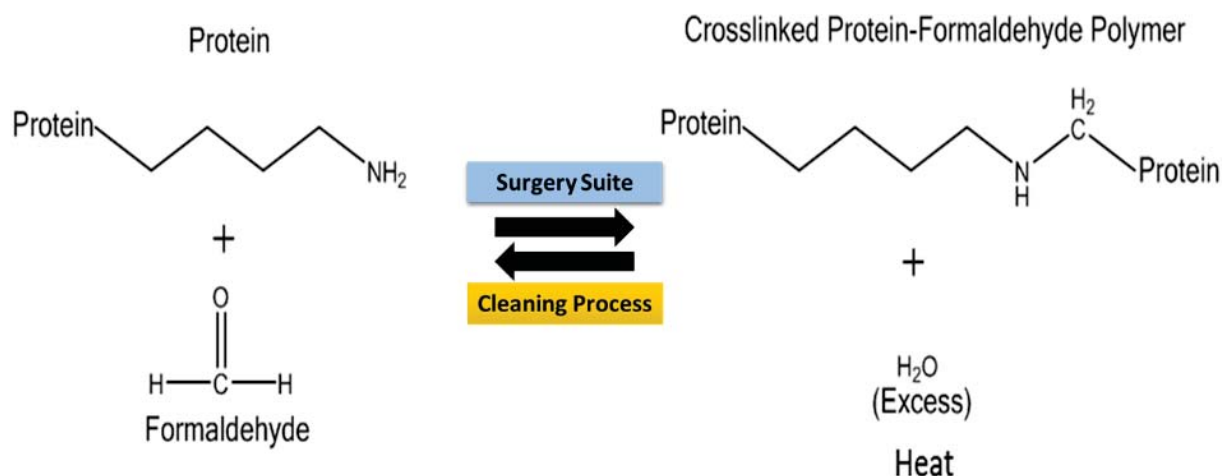 Protein
Crosslinked Protein-Formaldehyde Polymer
Protein
NH₂
+
O
H C H
Formaldehyde
Surgery Suite
Cleaning Process
Protein
N
H
H₂
C
Protein
+
H₂O
(Excess)
Heat